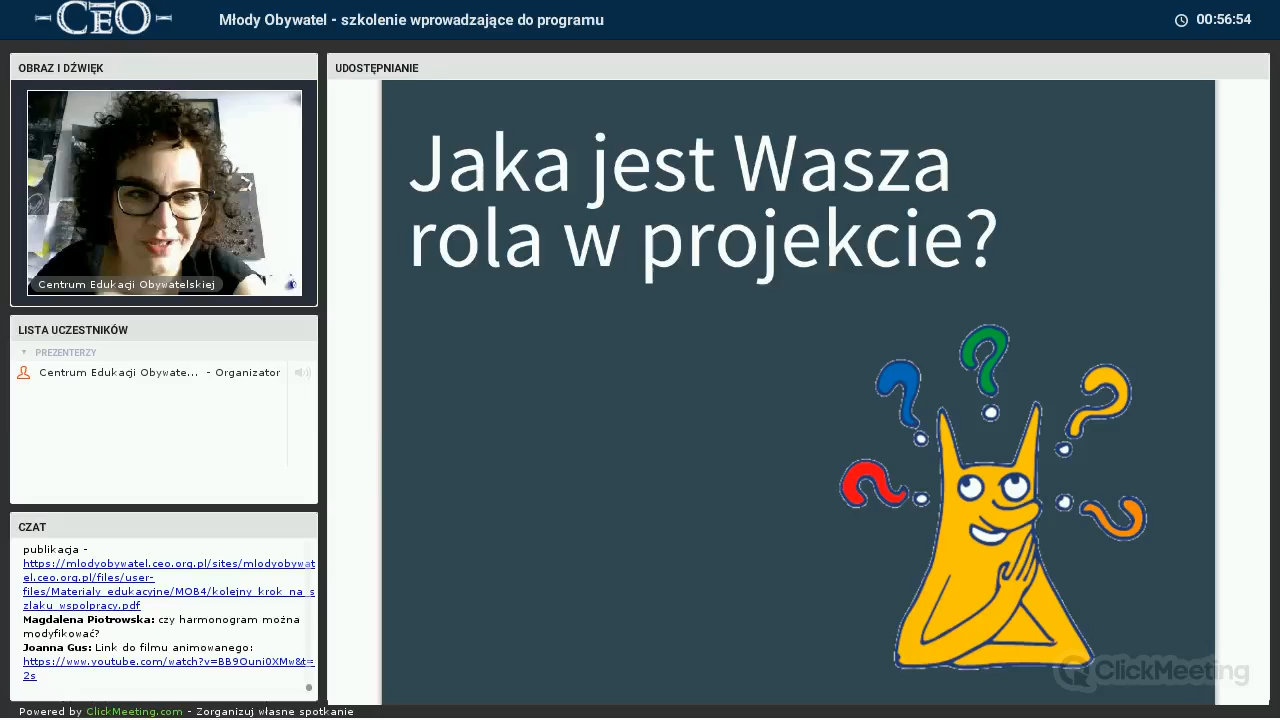 CEO
Młody Obywatel - szkolenie wprowadzające do programu
00:56:54
OBRAZ I DŹWIĘK
Centrum Edukacji Obywatelskiej
LISTA UCZESTNIKÓW
PREZENTERZY
Centrum Edukacji Obywate... - Organizator
CZAT
publikacja -
https://mlodyobywatel.ceo.org.pl/sites/mlodyobywat
el.ceo.org.pl/files/user-
files/Materialy_edukacyjne/MOB4/kolejny_krok_na_s
zlaku_wspolpracy.pdf
Magdalena Piotrowska: czy harmonogram można
modyfikować?
Joanna Gus: Link do filmu animowanego:
https://www.youtube.com/watch?v=BB9Ouni0XMw&t=
2s
UDOSTĘPNIANIE
Jaka jest Wasza
rola w projekcie?
? ? ? ? ?
ClickMeeting
Powered by ClickMeeting.com - Zorganizuj własne spotkanie